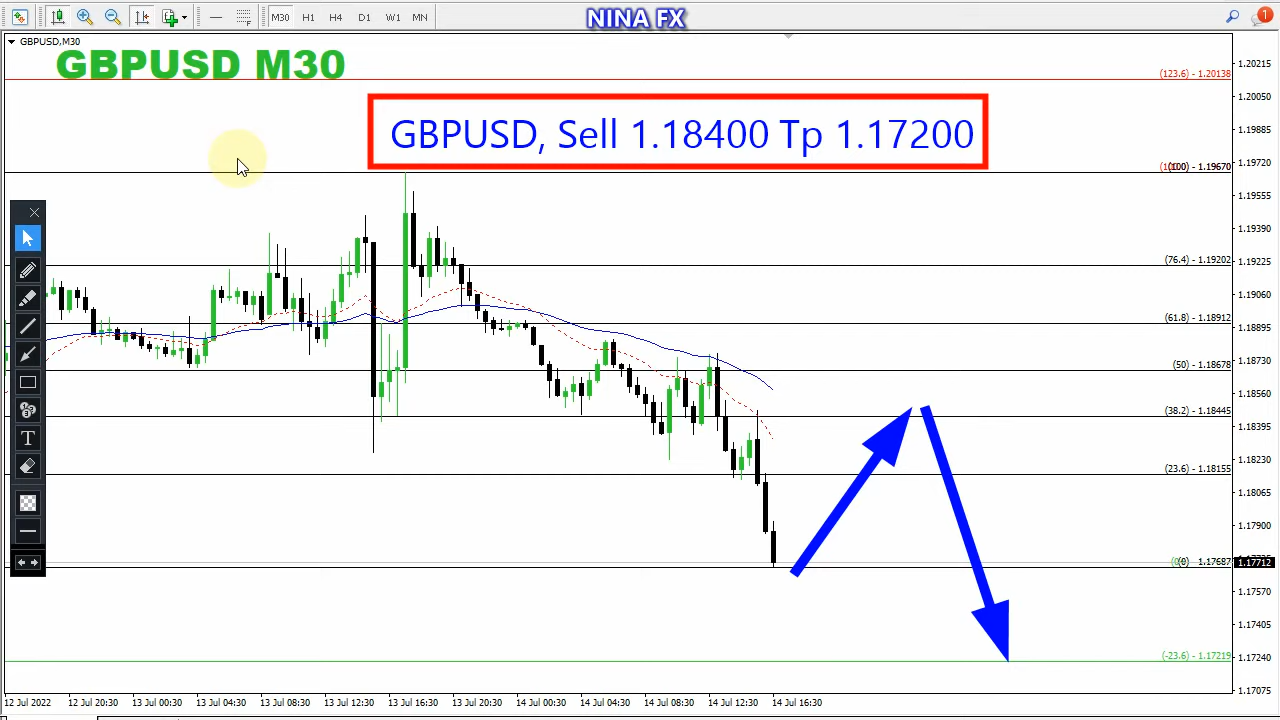 M30 H1 H4 D1 W1 MN
NINA FX
1
GBPUSD,M30
GBPUSD M30
GBPUSD, Sell 1.18400 Tp 1.17200
(123.6) - 1.20138
(100) - 1.19670
(76.4) - 1.19202
(61.8) - 1.18912
(50) - 1.18678
(38.2) - 1.18445
(23.6) - 1.18155
(0) - 1.17687
(-23.6) - 1.17219
1.20215
1.20050
1.19885
1.19720
1.19555
1.19390
1.19225
1.19060
1.18895
1.18730
1.18560
1.18395
1.18230
1.18065
1.17900
1.17712
1.17570
1.17405
1.17240
1.17075
T
12 Jul 2022
12 Jul 20:30
13 Jul 00:30
13 Jul 04:30
13 Jul 08:30
13 Jul 12:30
13 Jul 16:30
13 Jul 20:30
14 Jul 00:30
14 Jul 04:30
14 Jul 08:30
14 Jul 12:30
14 Jul 16:30